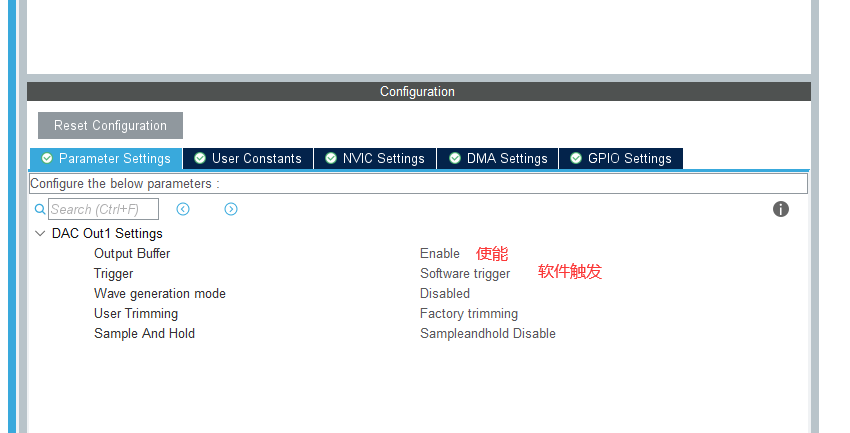 Configuration
Reset Configuration
Parameter Settings User Constants NVIC Settings DMA Settings GPIO Settings
Configure the below parameters :
Search (Ctrl+F)
DAC Out1 Settings
Output Buffer Enable 使能
Trigger Software trigger 软件触发
Wave generation mode Disabled
User Trimming Factory trimming
Sample And Hold Sampleandhold Disable